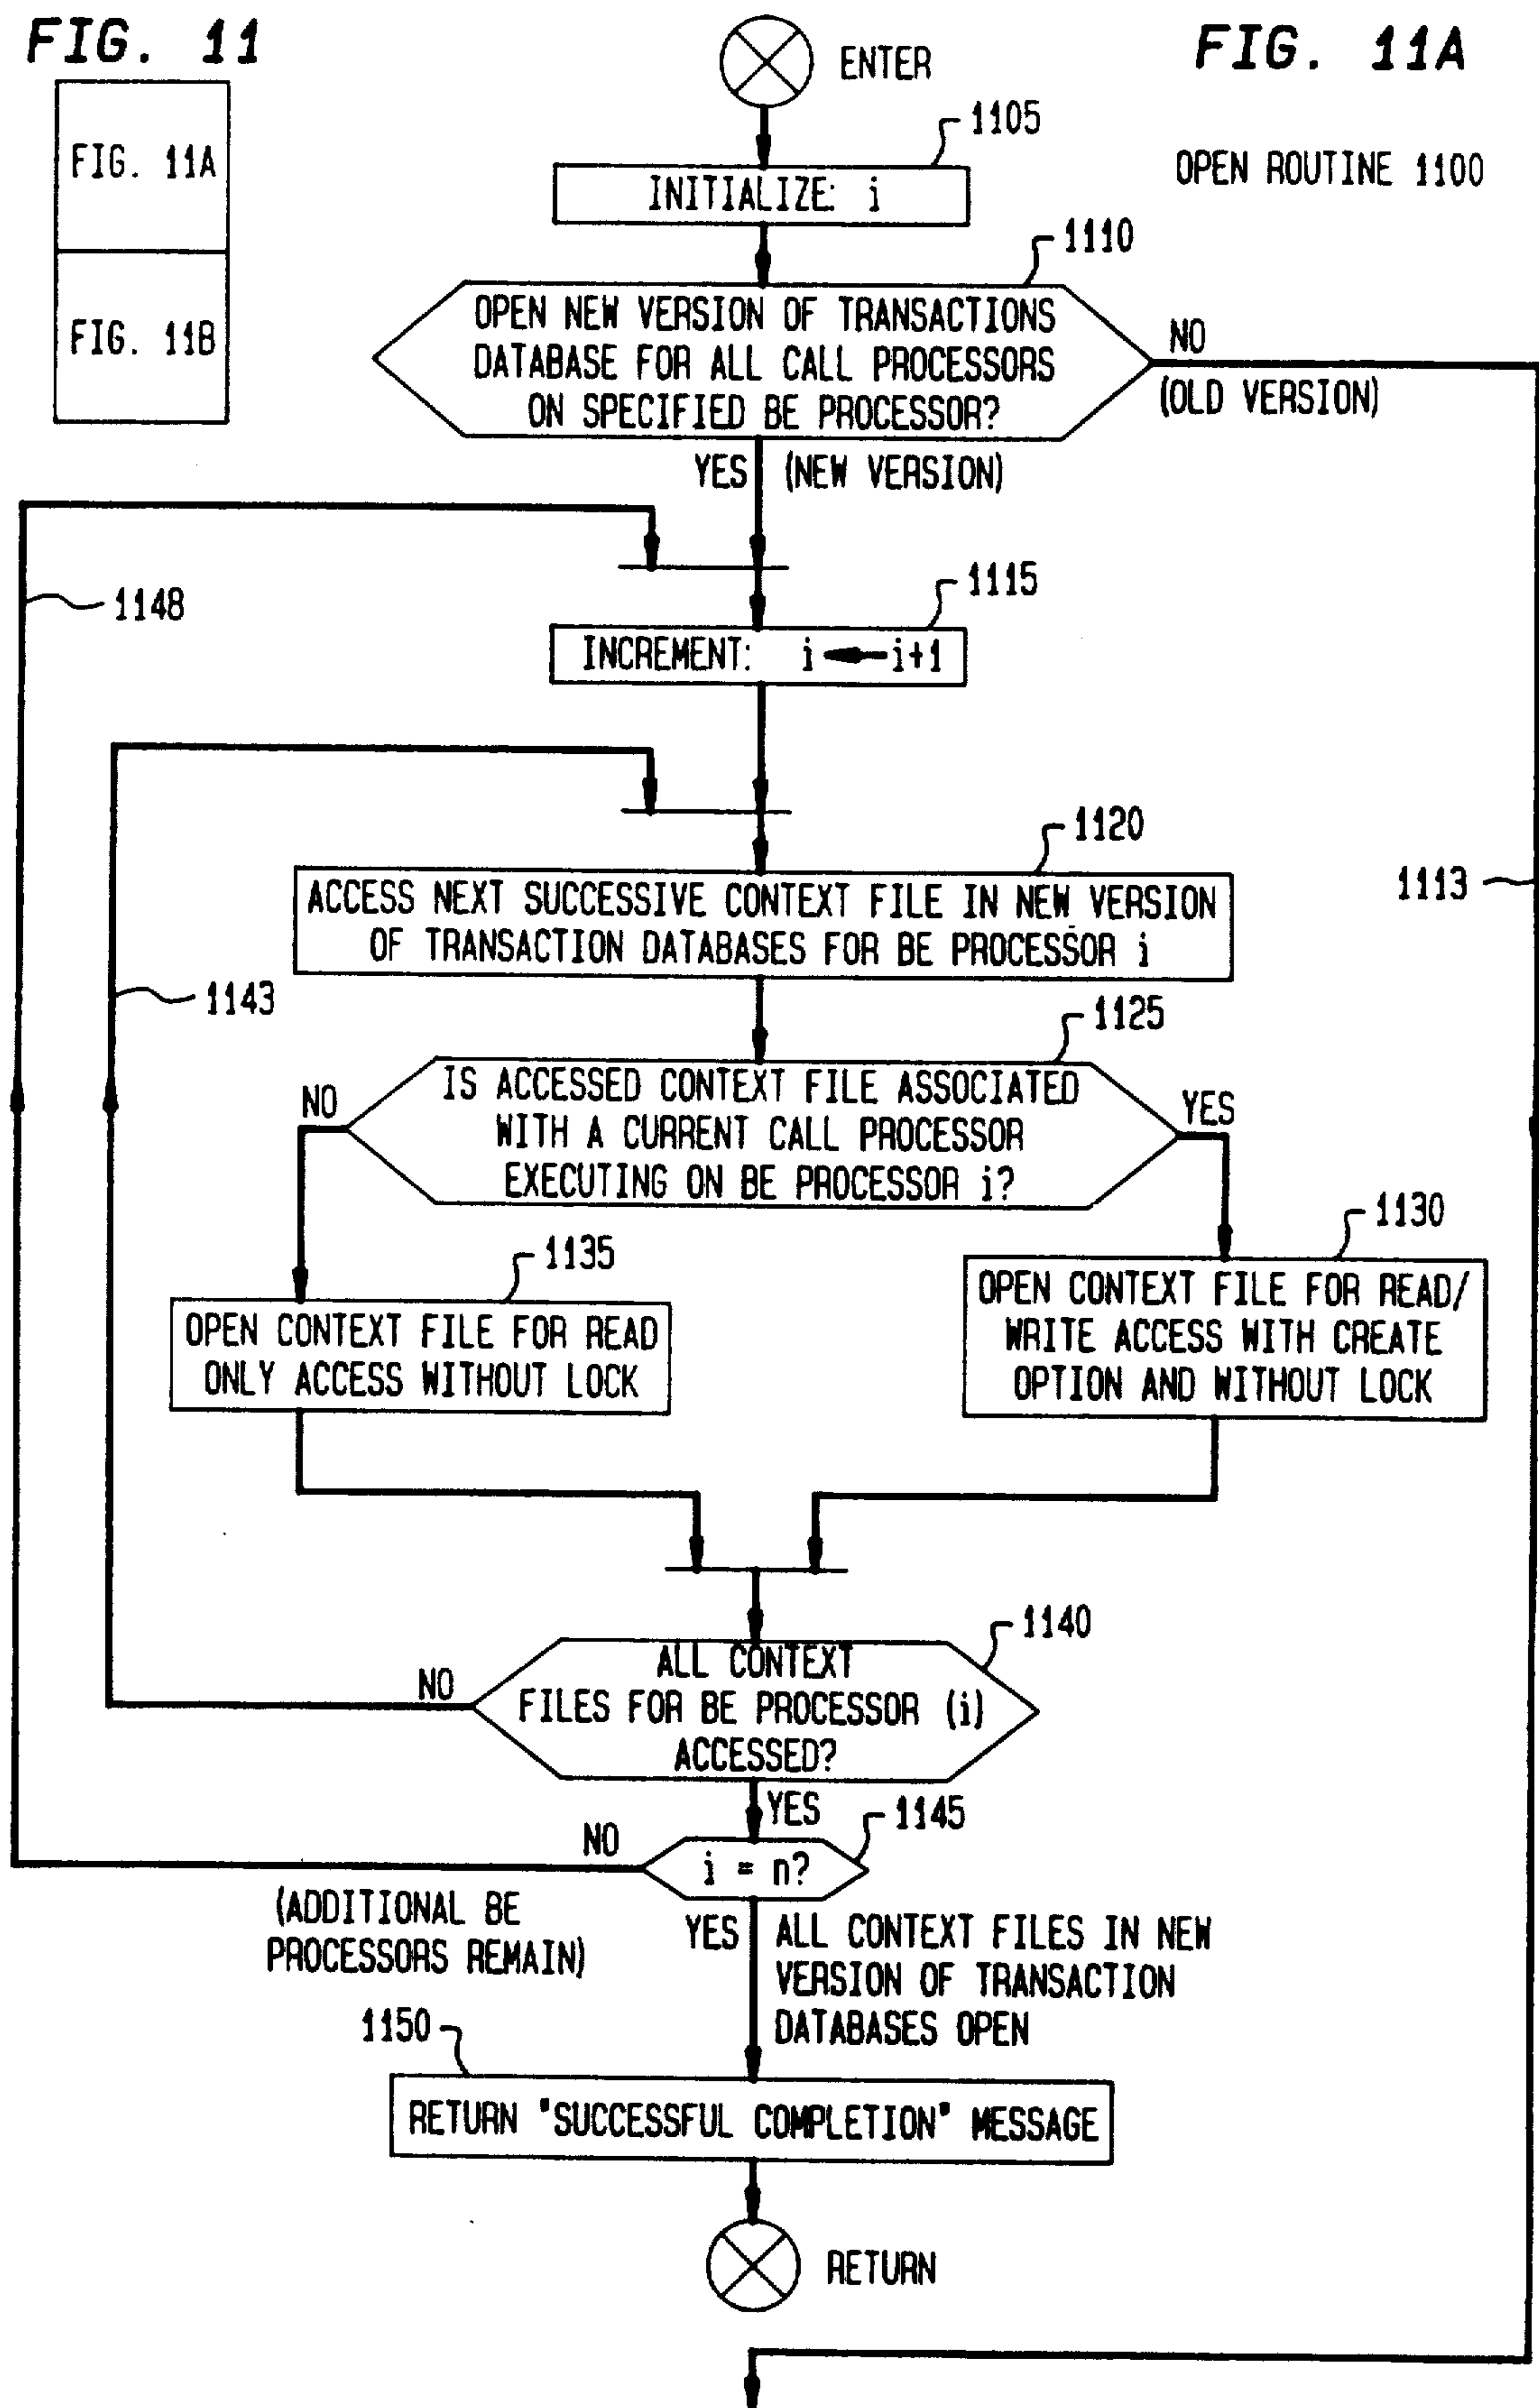 FIG. 11
FIG. 11A
FIG. 11B
FIG. 11A
OPEN ROUTINE 1100
ENTER
1105
INITIALIZE: i
1110
OPEN NEW VERSION OF TRANSACTIONS
DATABASE FOR ALL CALL PROCESSORS
ON SPECIFIED BE PROCESSOR?
NO
(OLD VERSION)
YES (NEW VERSION)
1148
1115
INCREMENT: i ← i+1
1120
ACCESS NEXT SUCCESSIVE CONTEXT FILE IN NEW VERSION
OF TRANSACTION DATABASES FOR BE PROCESSOR i
1113
1143
1125
IS ACCESSED CONTEXT FILE ASSOCIATED
WITH A CURRENT CALL PROCESSOR
EXECUTING ON BE PROCESSOR i?
NO
YES
1135
OPEN CONTEXT FILE FOR READ
ONLY ACCESS WITHOUT LOCK
1130
OPEN CONTEXT FILE FOR READ/
WRITE ACCESS WITH CREATE
OPTION AND WITHOUT LOCK
1140
ALL CONTEXT
FILES FOR BE PROCESSOR (i)
ACCESSED?
NO
YES
1145
i = n?
NO
(ADDITIONAL BE
PROCESSORS REMAIN)
YES
ALL CONTEXT FILES IN NEW
VERSION OF TRANSACTION
DATABASES OPEN
1150
RETURN "SUCCESSFUL COMPLETION" MESSAGE
RETURN